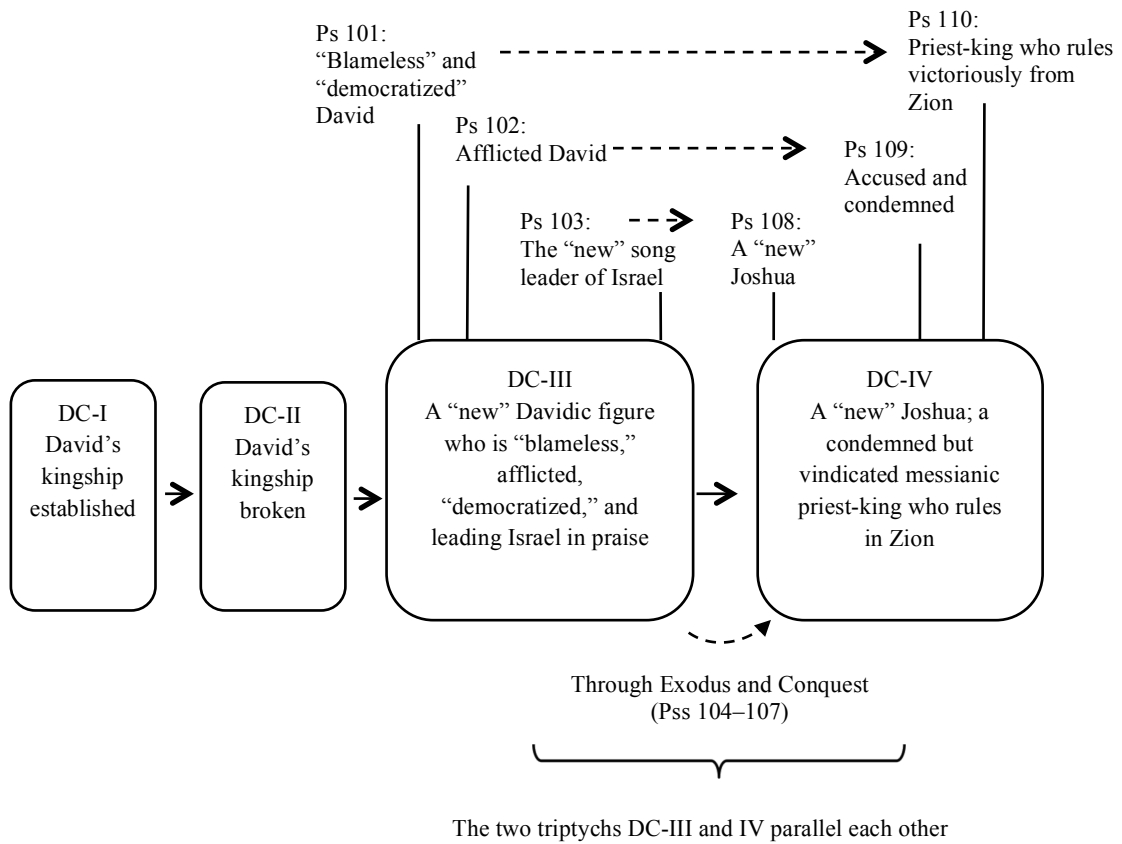 Ps 101:
“Blameless” and
“democratized”
David
Ps 110:
Priest-king who rules
victoriously from
Zion
Ps 102:
Afflicted David
Ps 109:
Accused and
condemned
Ps 103:
The “new” song
leader of Israel
Ps 108:
A “new”
Joshua
DC-I
David’s
kingship
established
DC-II
David’s
kingship
broken
DC-III
A “new” Davidic figure
who is “blameless,”
afflicted,
“democratized,” and
leading Israel in praise
DC-IV
A “new” Joshua; a
condemned but
vindicated messianic
priest-king who rules
in Zion
Through Exodus and Conquest
(Pss 104–107)
The two triptychs DC-III and IV parallel each other